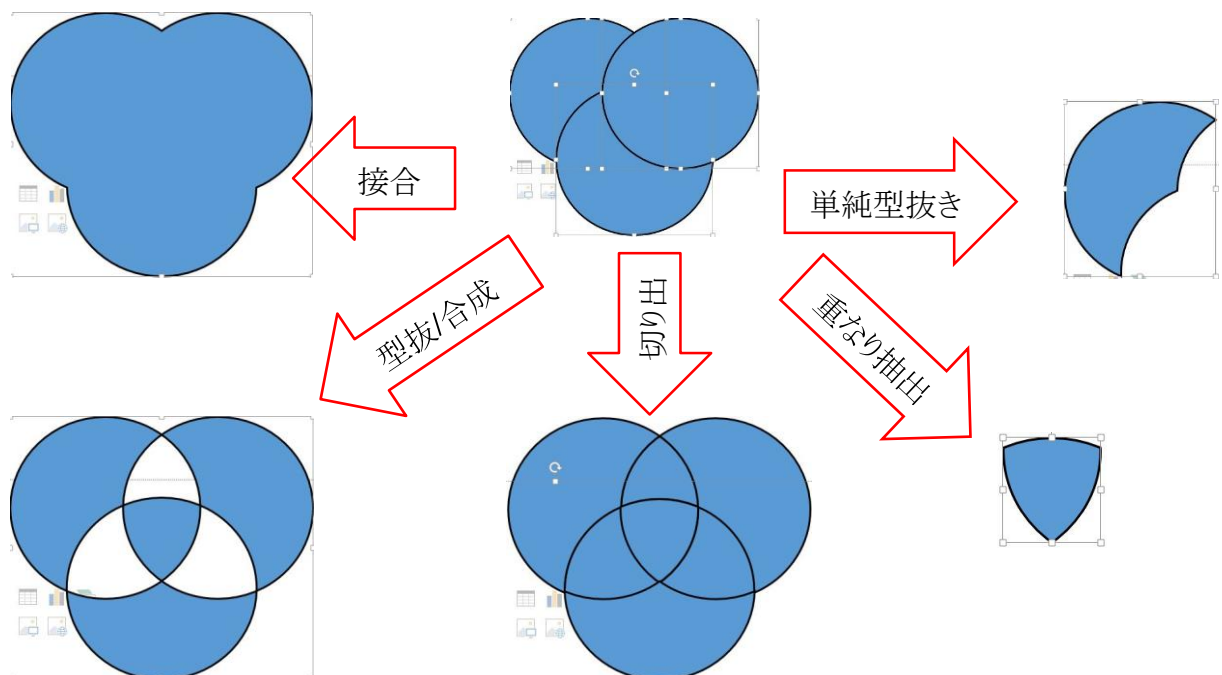 接合
単純型抜き
型抜/合成
切り出
重なり抽出